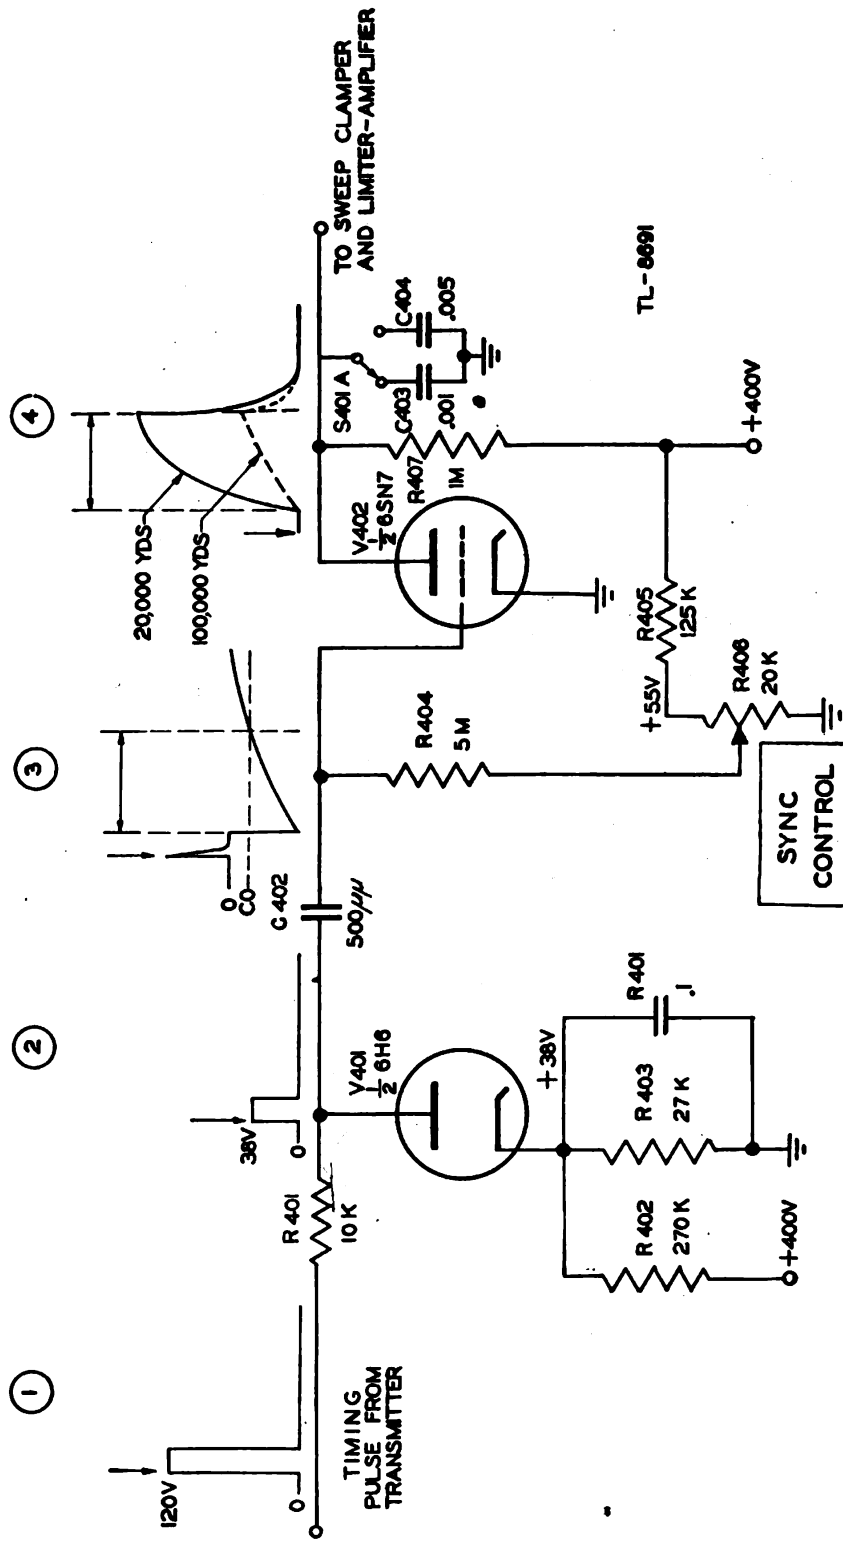 1
2
3
4
120V
0
36V
0
0
CO
20,000 YDS
100,000 YDS
TIMING
PULSE FROM
TRANSMITTER
R401
10K
V401
1/2 6H6
C402
500μμ
V402
1/2 6SN7
R407
1M
S401A
C403
.001
C404
.005
TO SWEEP CLAMPER
AND LIMITER-AMPLIFIER
R404
5M
+38V
R402
270K
R403
27K
R401
.1
+400V
+55V
R405
125K
R406
20K
+400V
SYNC
CONTROL
TL-8691